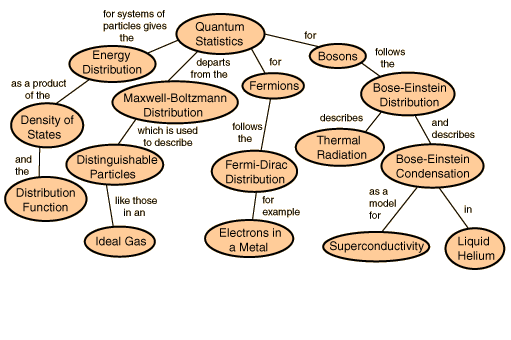 for systems of
particles gives
the
Quantum
Statistics
for
Bosons
follows
the
Energy
Distribution
departs
from the
for
as a product
of the
Maxwell-Boltzmann
Distribution
Fermions
Bose-Einstein
Distribution
Density of
States
which is used
to describe
follows
the
describes
and
describes
and
the
Distinguishable
Particles
Fermi-Dirac
Distribution
Thermal
Radiation
Bose-Einstein
Condensation
Distribution
Function
like those
in an
for
example
as a
model
for
in
Ideal Gas
Electrons in
a Metal
Superconductivity
Liquid
Helium